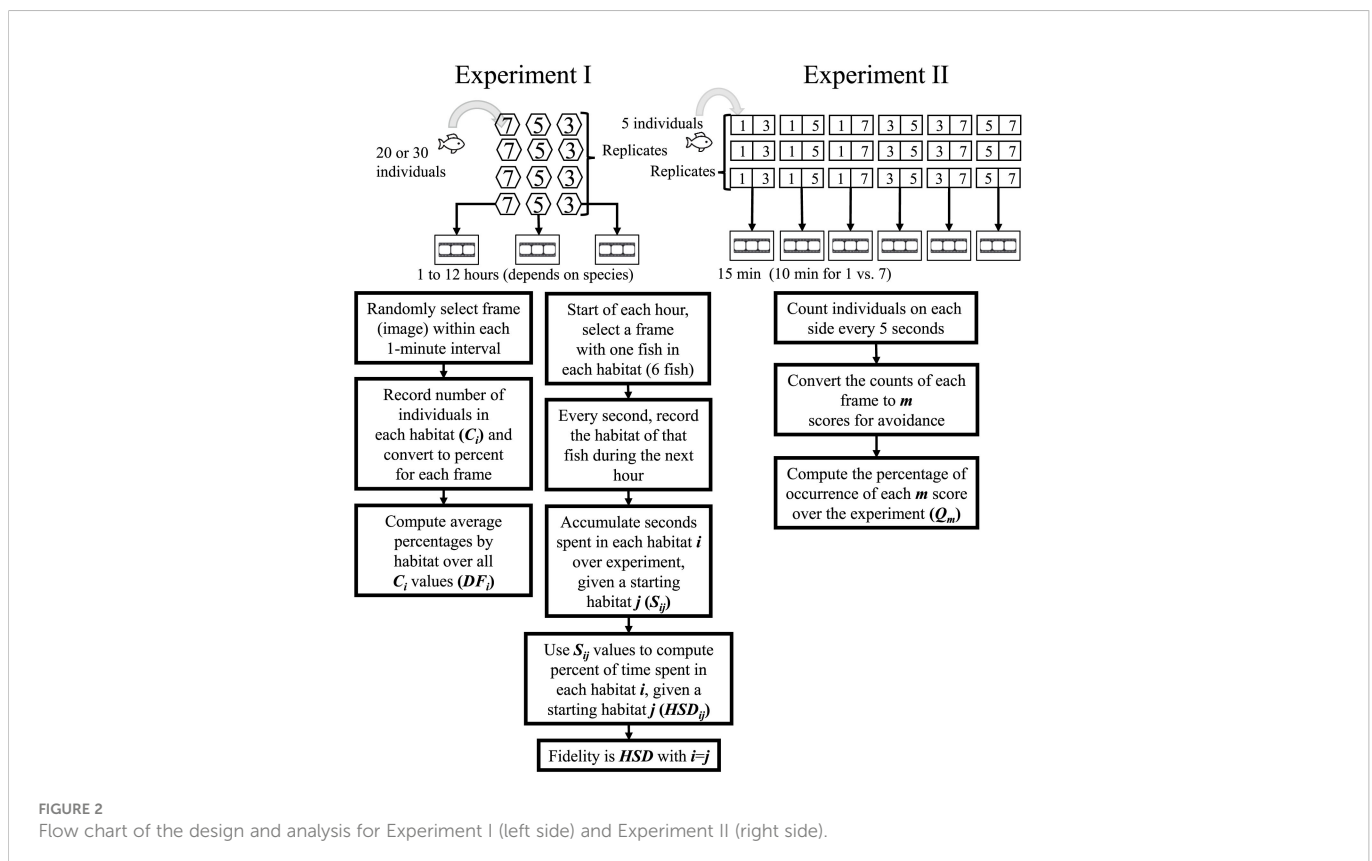 Experiment I
20 or 30
individuals
7 5 3
7 5 3
7 5 3
7 5 3
Replicates
1 to 12 hours (depends on species)
Randomly select frame
(image) within each
1-minute interval
Record number of
individuals in
each habitat (Ci) and
convert to percent
for each frame
Compute average
percentages by
habitat over all
Ci values (DFi)
Start of each hour,
select a frame
with one fish in
each habitat (6 fish)
Every second, record
the habitat of that
fish during the next
hour
Accumulate seconds
spent in each habitat i
over experiment,
given a starting
habitat j (Sij)
Use Sij values to compute
percent of time spent in
each habitat i, given a
starting habitat j (HSDij)
Fidelity is HSD with i=j
Experiment II
5 individuals
Replicates
1 3 1 5 1 7 3 5 3 7 5 7
1 3 1 5 1 7 3 5 3 7 5 7
1 3 1 5 1 7 3 5 3 7 5 7
15 min (10 min for 1 vs. 7)
Count individuals on each
side every 5 seconds
Convert the counts of each
frame to m
scores for avoidance
Compute the percentage of
occurrence of each m score
over the experiment (Qm)
FIGURE 2
Flow chart of the design and analysis for Experiment I (left side) and Experiment II (right side).